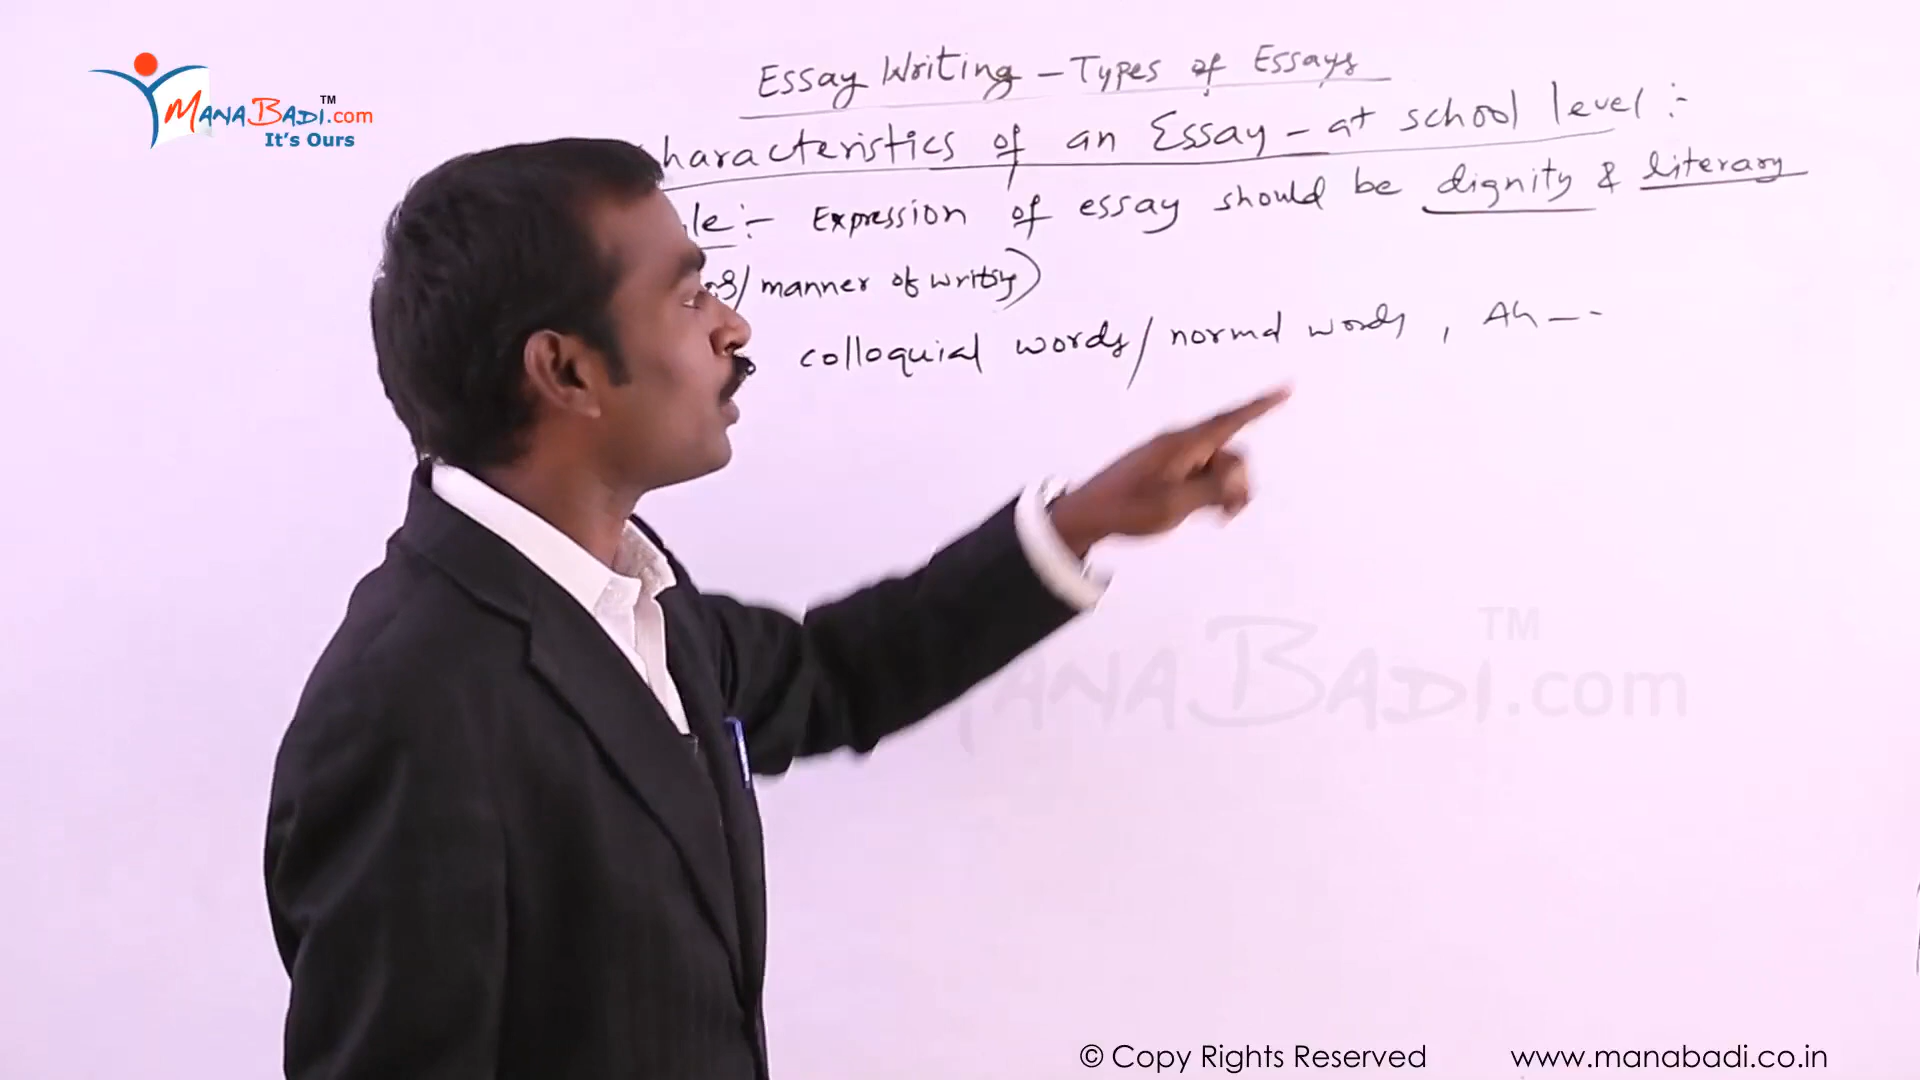 MANABADI.com TM
It's Ours
Essay Writing – Types of Essays
haracteristics of an Essay – at school level :-
le :- Expression of essay should be dignity & literary
/ manner of writing)
colloquial words / normal words , Ah – -
MANABADI.com TM
© Copy Rights Reserved www.manabadi.co.in